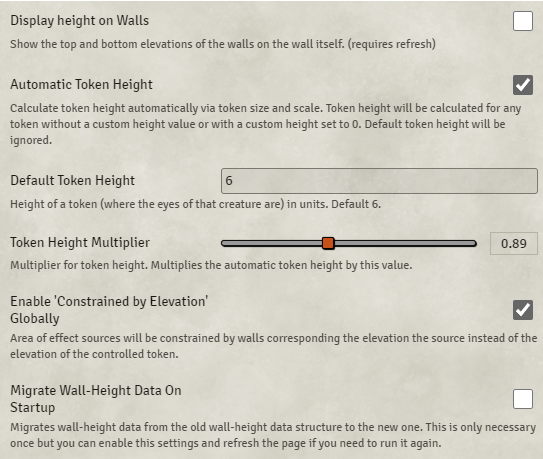 Display height on Walls
Show the top and bottom elevations of the walls on the wall itself. (requires refresh)
Automatic Token Height
Calculate token height automatically via token size and scale. Token height will be calculated for any
token without a custom height value or with a custom height set to 0. Default token height will be
ignored.
Default Token Height
6
Height of a token (where the eyes of that creature are) in units. Default 6.
Token Height Multiplier
0.89
Multiplier for token height. Multiplies the automatic token height by this value.
Enable 'Constrained by Elevation'
Globally
Area of effect sources will be constrained by walls corresponding the elevation the source instead of the
elevation of the controlled token.
Migrate Wall-Height Data On
Startup
Migrates wall-height data from the old wall-height data structure to the new one. This is only necessary
once but you can enable this settings and refresh the page if you need to run it again.